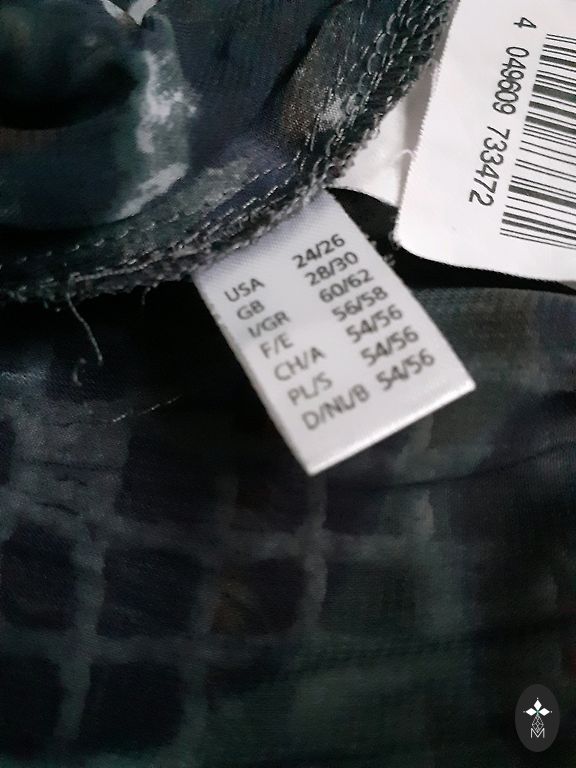 4 049609 733472
USA 24/26
GB 28/30
I/GR 60/62
F/E 56/58
CH/A 54/56
PL/S 54/56
D/NL/B 54/56
M